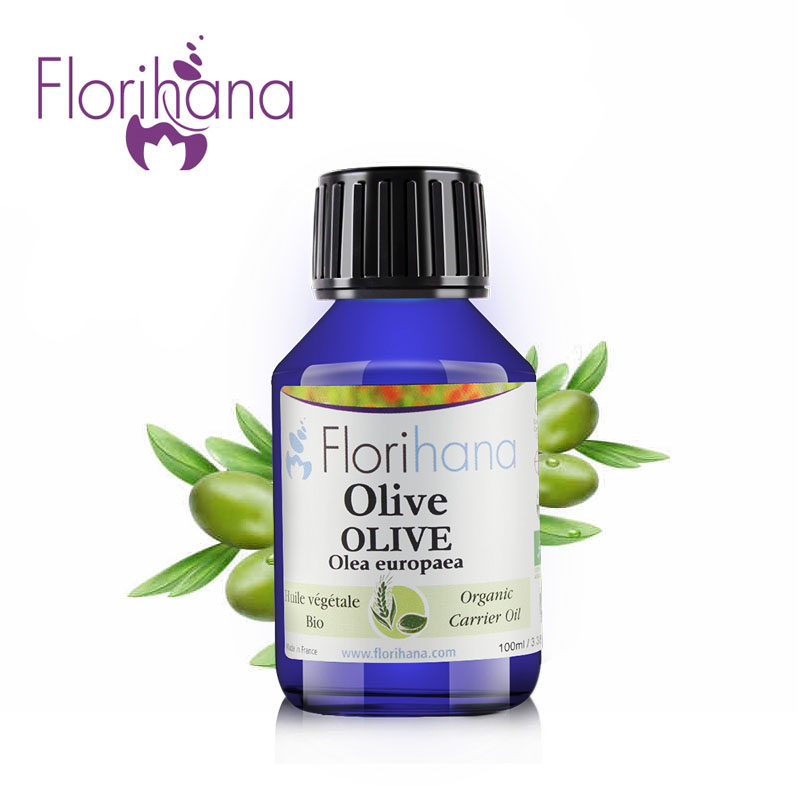 Florihana
Florihana
Olive
OLIVE
Olea europaea
Huile végétale
Bio
Organic
Carrier Oil
Made in France
www.florihana.com
100ml /